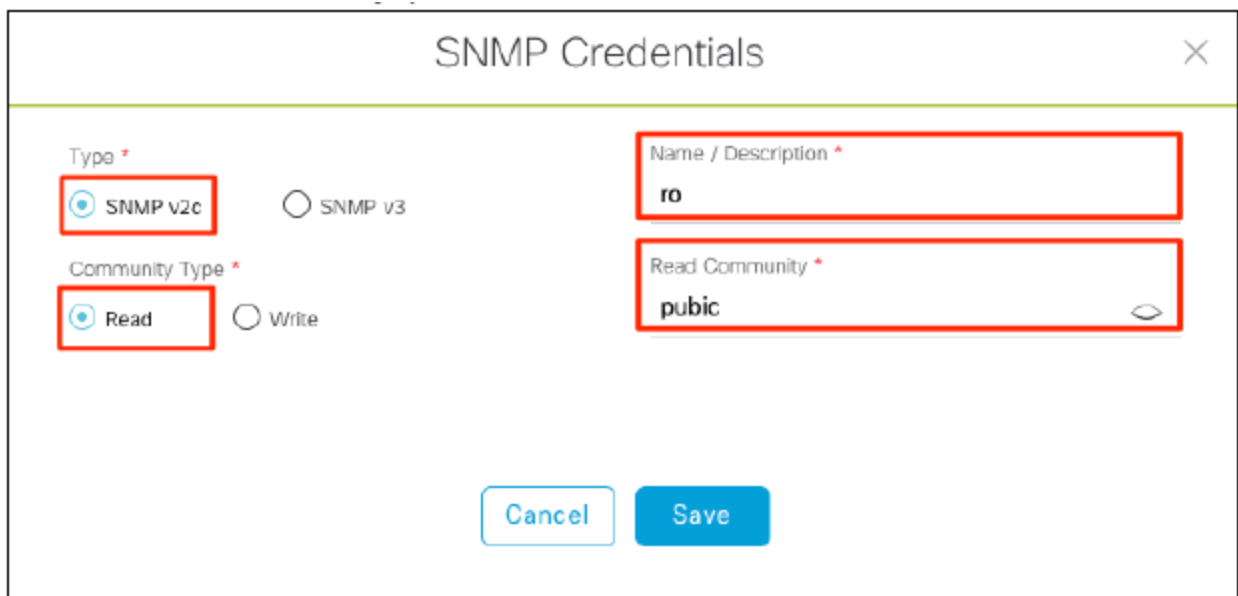 SNMP Credentials
Type *
SNMP v2c
SNMP v3
Name / Description *
ro
Community Type *
Read
Write
Read Community *
pubic
Cancel
Save